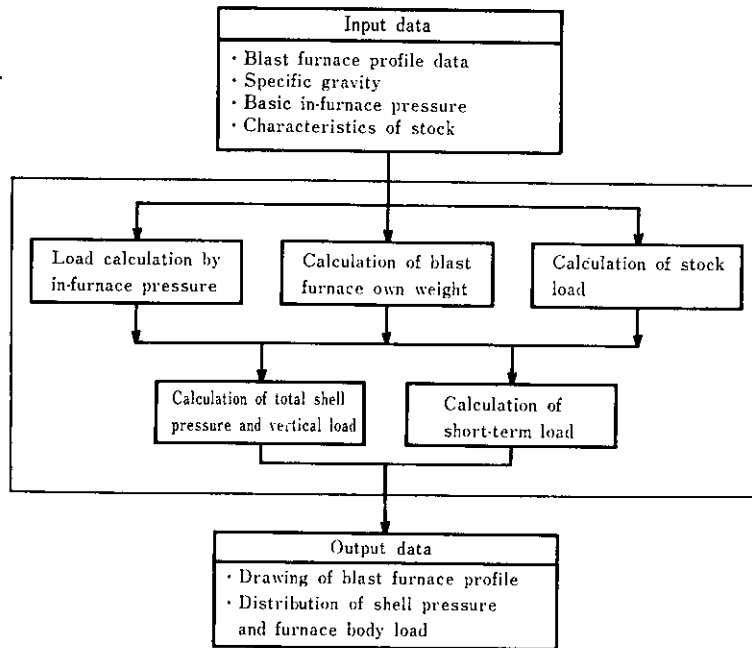 Input data
· Blast furnace profile data
· Specific gravity
· Basic in-furnace pressure
· Characteristics of stock
Load calculation by
in-furnace pressure
Calculation of blast
furnace own weight
Calculation of stock
load
Calculation of total shell
pressure and vertical load
Calculation of
short-term load
Output data
· Drawing of blast furnace profile
· Distribution of shell pressure
and furnace body load